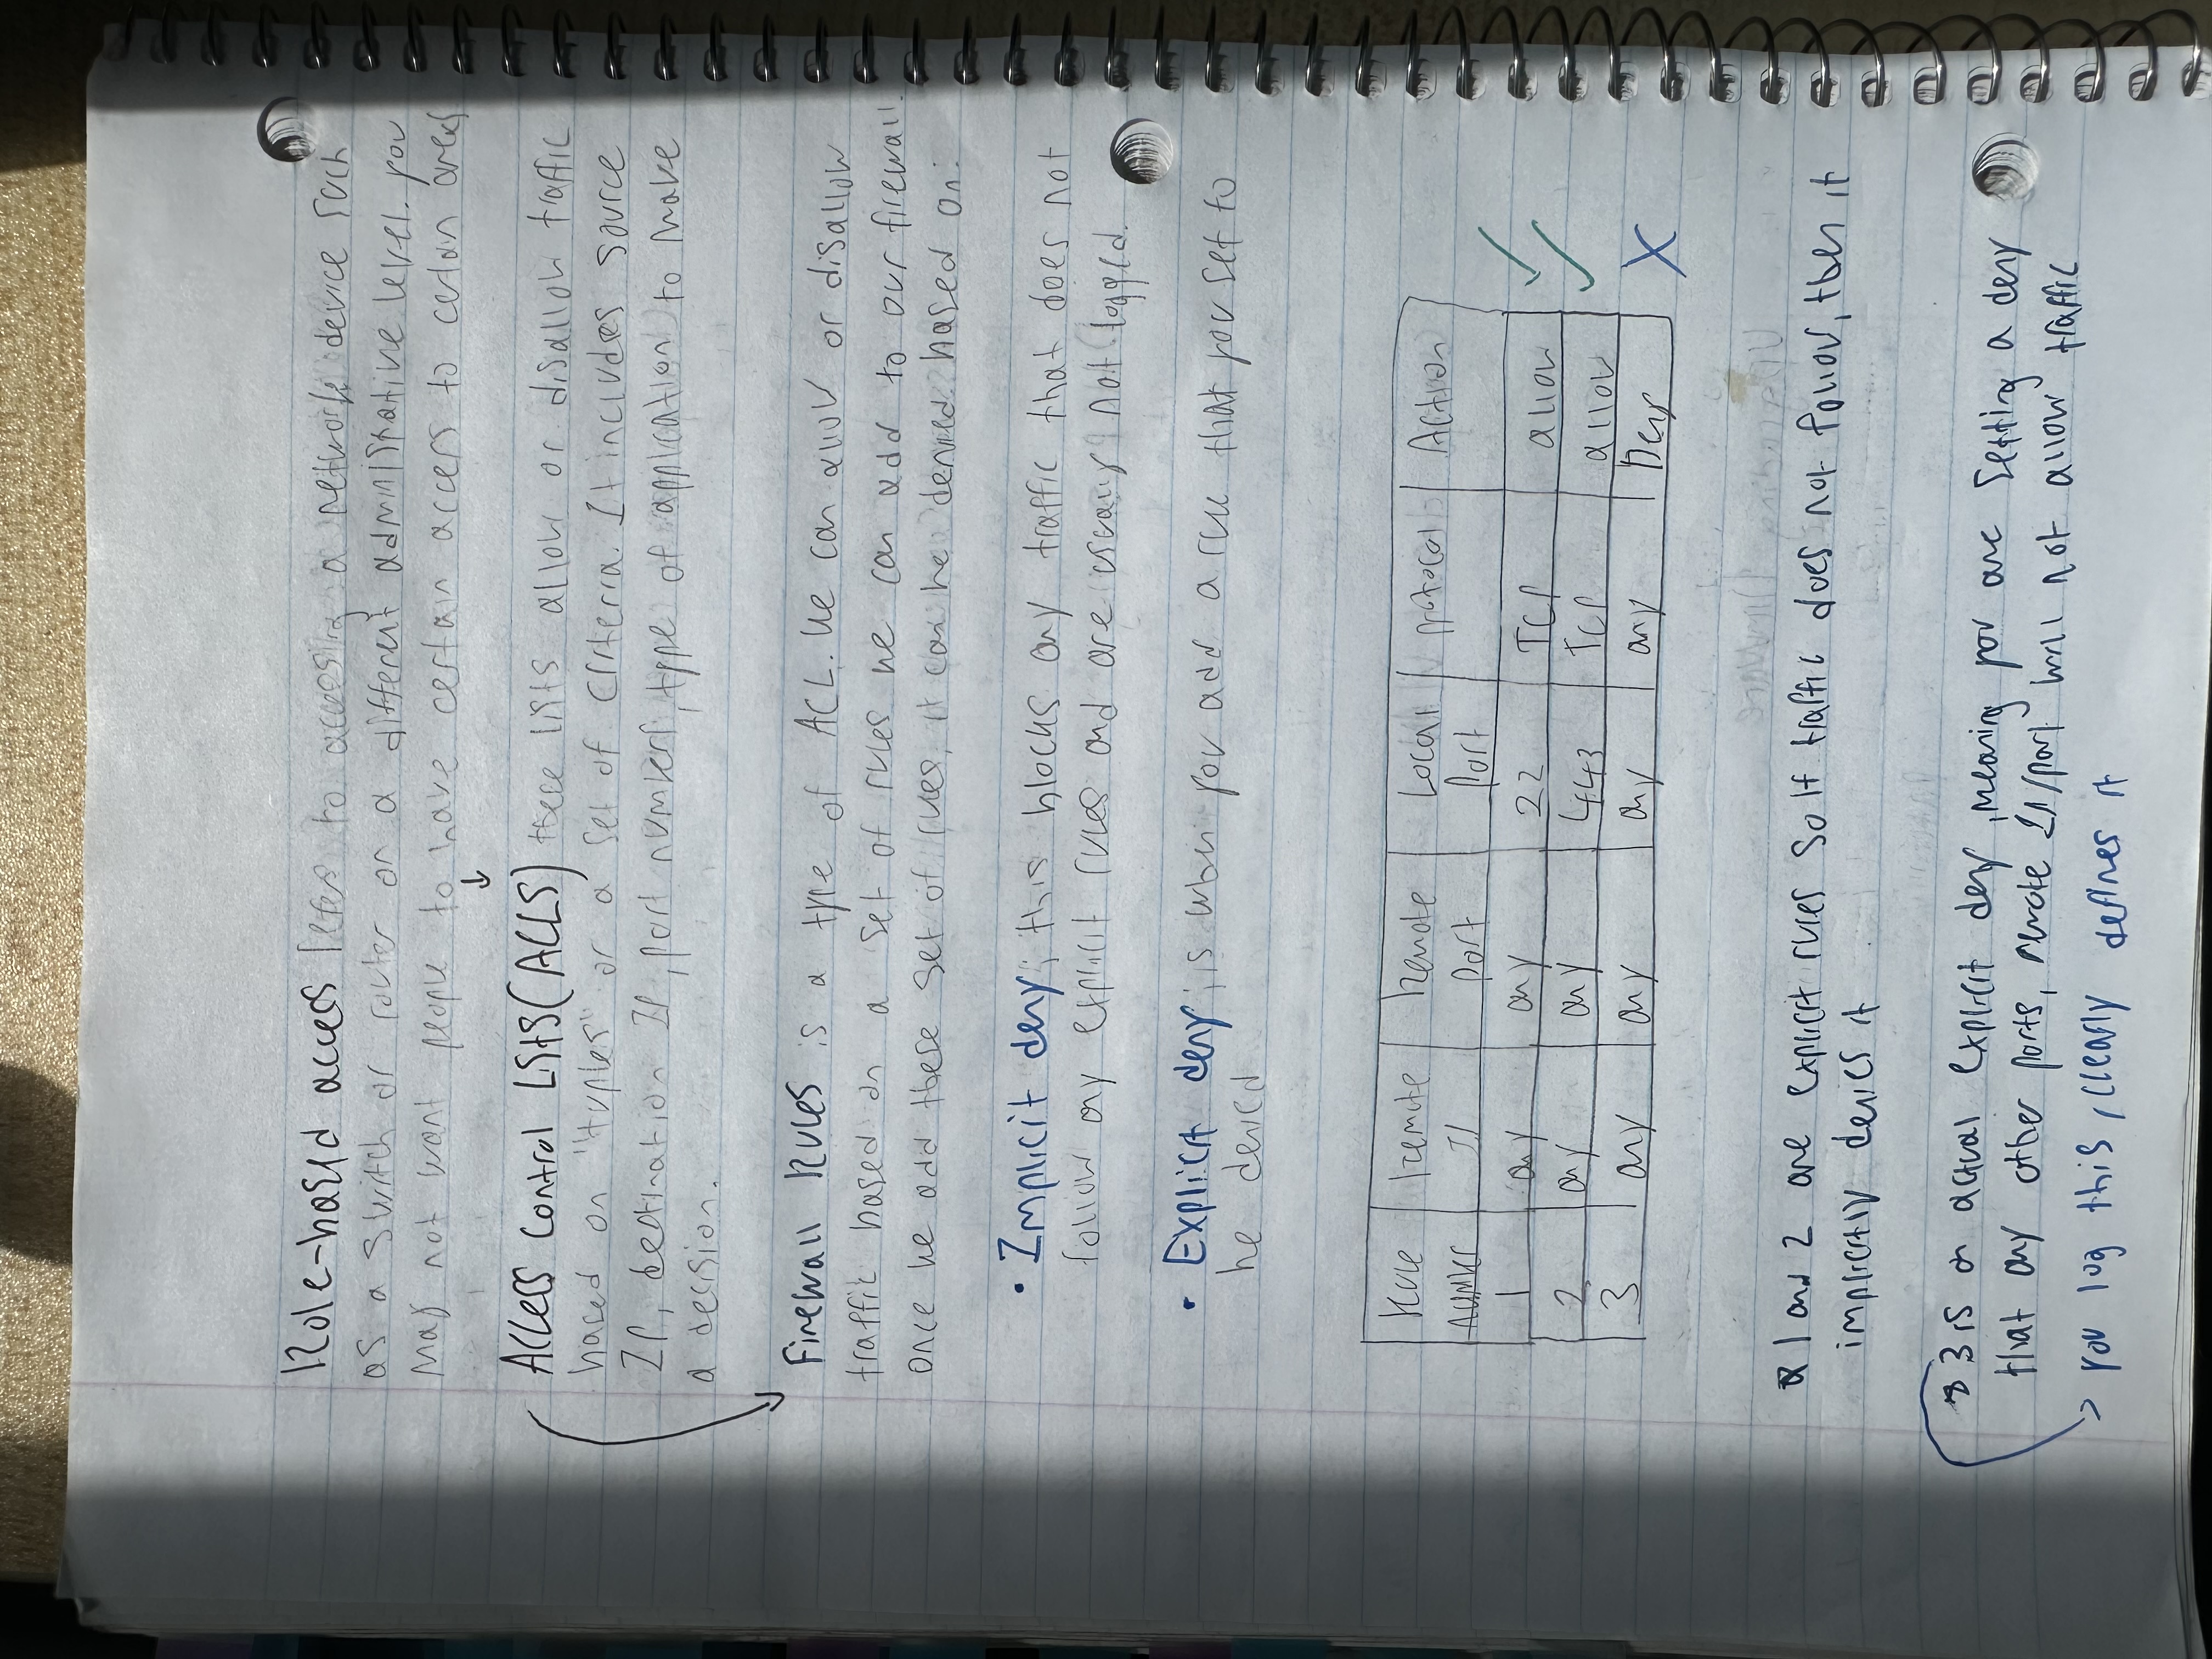 Role-based access refers to accessing a network device such
as a switch or router on a different administrative level. you
may not want people to have certain access to certain areas
↓
Access Control Lists (ACLS) these lists allow or disallow traffic
based on "tuples" or a set of criteria. It includes source
IP, destination IP, port numbers, type of application to make
a decision.
Firewall Rules is a type of ACL. We can allow or disallow
traffic based on a set of rules we can add to our firewall.
once we add these set of rules, it can be denied based on:
• Implicit deny; this blocks any traffic that does not
follow any explicit rules and are usually not logged.
• Explicit deny; is when you add a rule that you set to
be denied
Rule Number Remote IP Remote Port Local Port protocol Action
1 any any 22 TCP allow ✓
2 any any 443 TCP allow ✓
3 any any any any Deny X
* 1 and 2 are explicit rules so if traffic does not follow, then it
implicitly denies it
* 3 is an actual explicit deny, meaning you are setting a deny
that any other ports, remote IP/port will not allow traffic
> you log this, clearly defines it
Upgrading Firmware